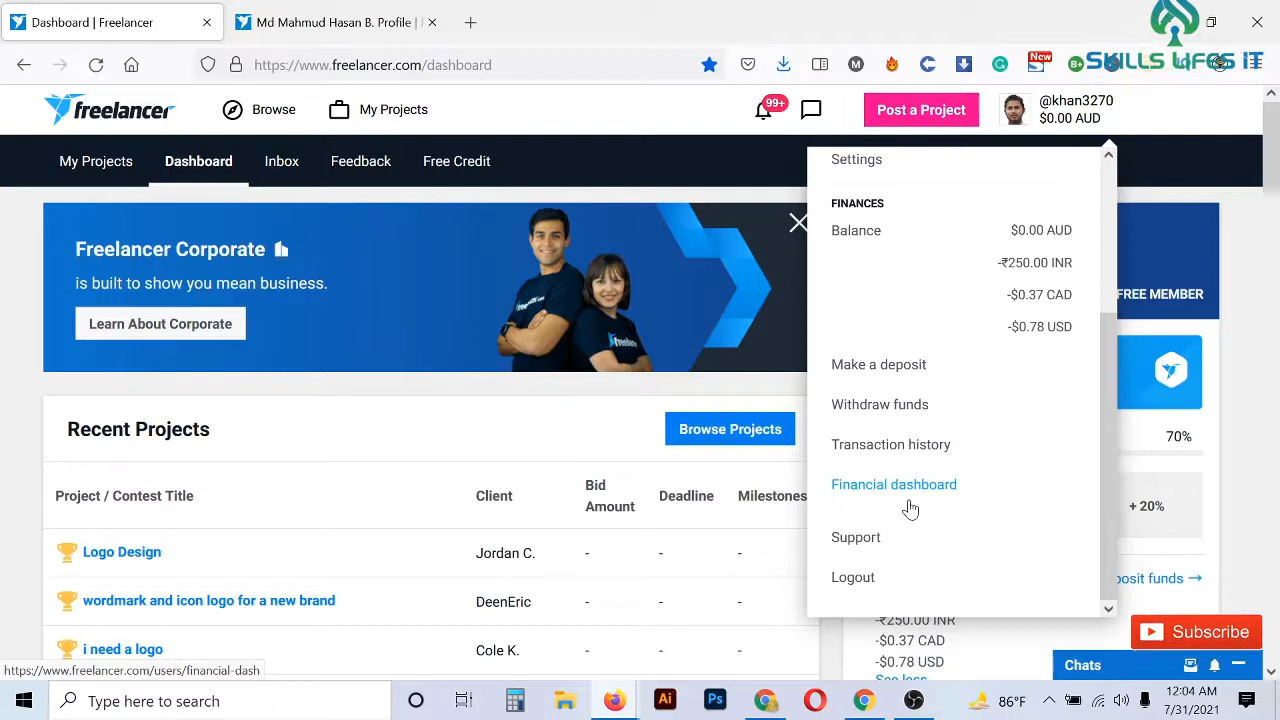 Dashboard | Freelancer
Md Mahmud Hasan B. Profile |
SKILLS UPGS IT
https://www.freelancer.com/dashboard
New
freelancer
Browse
My Projects
99+
Post a Project
@khan3270
$0.00 AUD
My Projects
Dashboard
Inbox
Feedback
Free Credit
Settings
FINANCES
Balance
$0.00 AUD
-₹250.00 INR
-$0.37 CAD
-$0.78 USD
Make a deposit
Withdraw funds
Transaction history
Financial dashboard
Support
Logout
Freelancer Corporate
is built to show you mean business.
Learn About Corporate
FREE MEMBER
70%
+ 20%
posit funds →
-₹250.00 INR
-$0.37 CAD
-$0.78 USD
See less
Recent Projects
Browse Projects
Project / Contest Title
Client
Bid Amount
Deadline
Milestones
Logo Design
Jordan C.
-
-
-
wordmark and icon logo for a new brand
DeenEric
-
-
-
i need a logo
Cole K.
-
-
-
Subscribe
Chats
https://www.freelancer.com/users/financial-dash
Type here to search
Ai
Ps
86°F
12:04 AM
7/31/2021